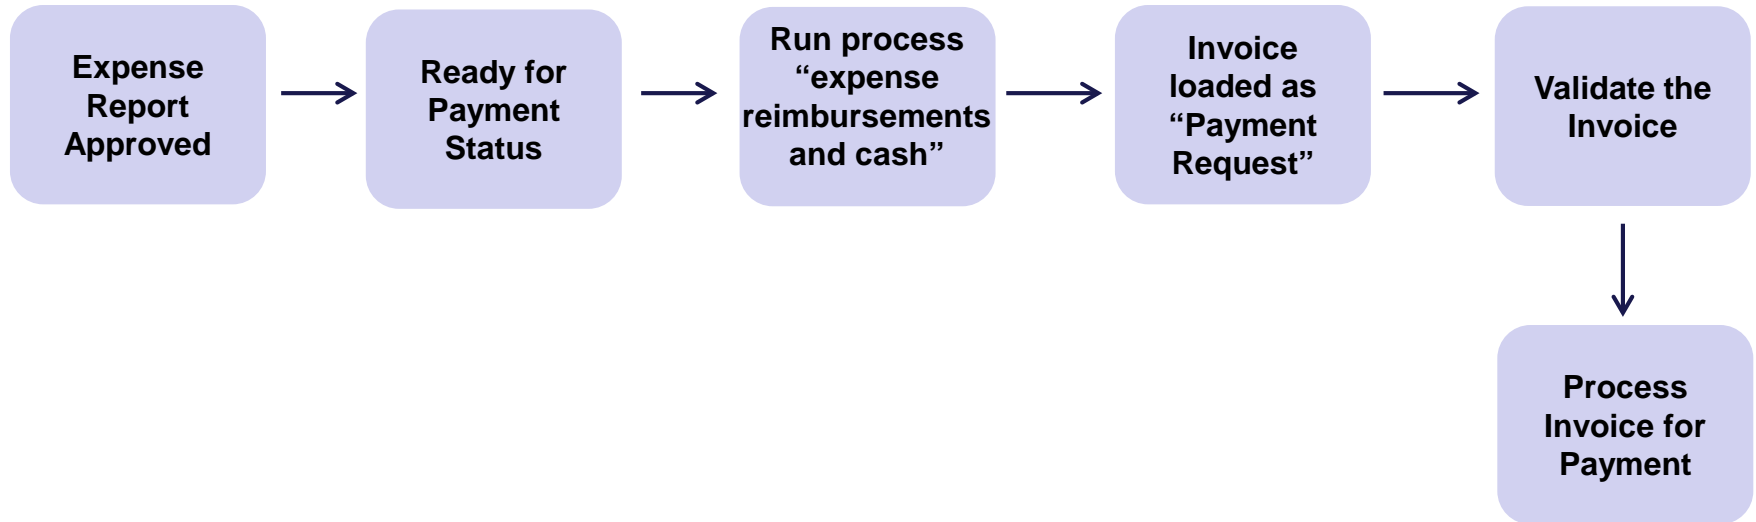 Expense
Report
Approved
Ready for
Payment
Status
Run process
“expense
reimbursements
and cash”
Invoice
loaded as
“Payment
Request”
Validate the
Invoice
Process
Invoice for
Payment